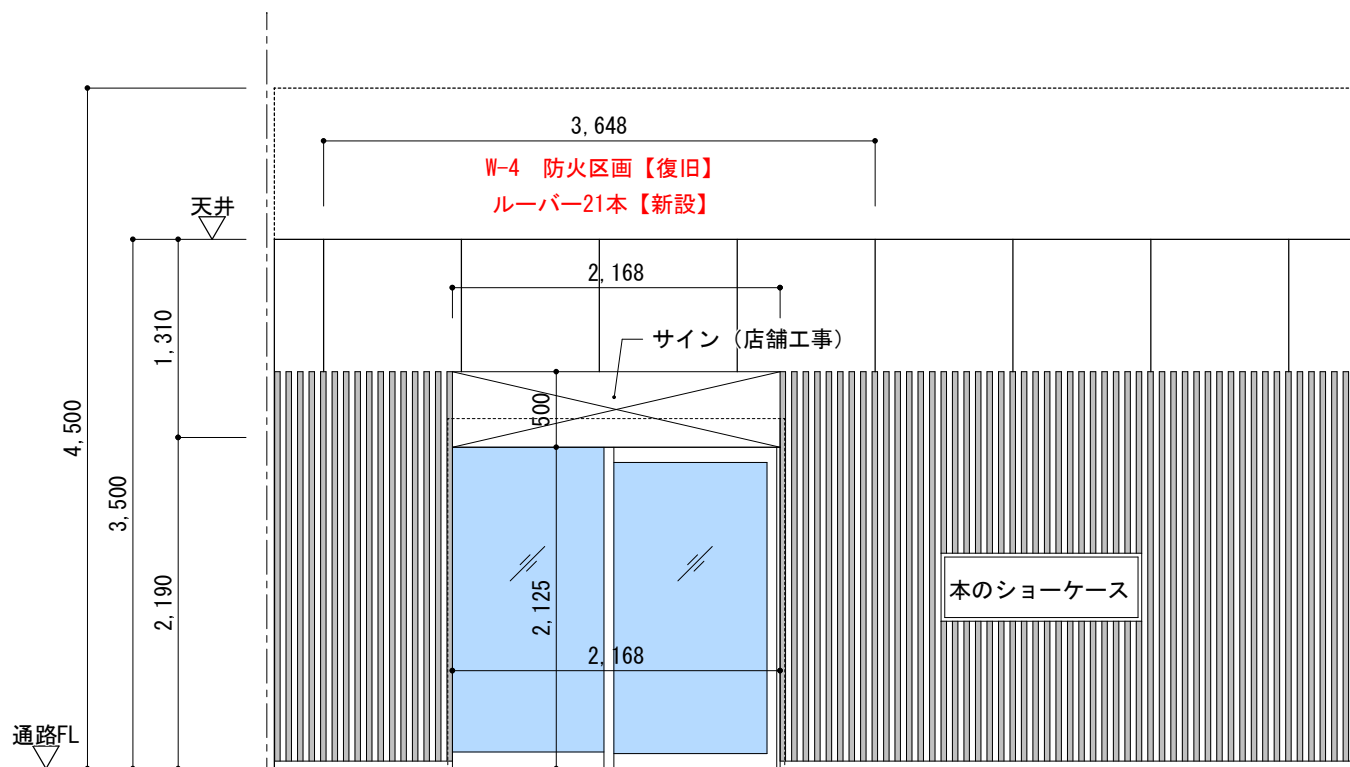 3,648
W-4 防火区画【復旧】
ルーバー21本【新設】
天井
2,168
サイン（店舗工事）
1,310
500
4,500
3,500
2,190
2,125
本のショーケース
2,168
通路FL